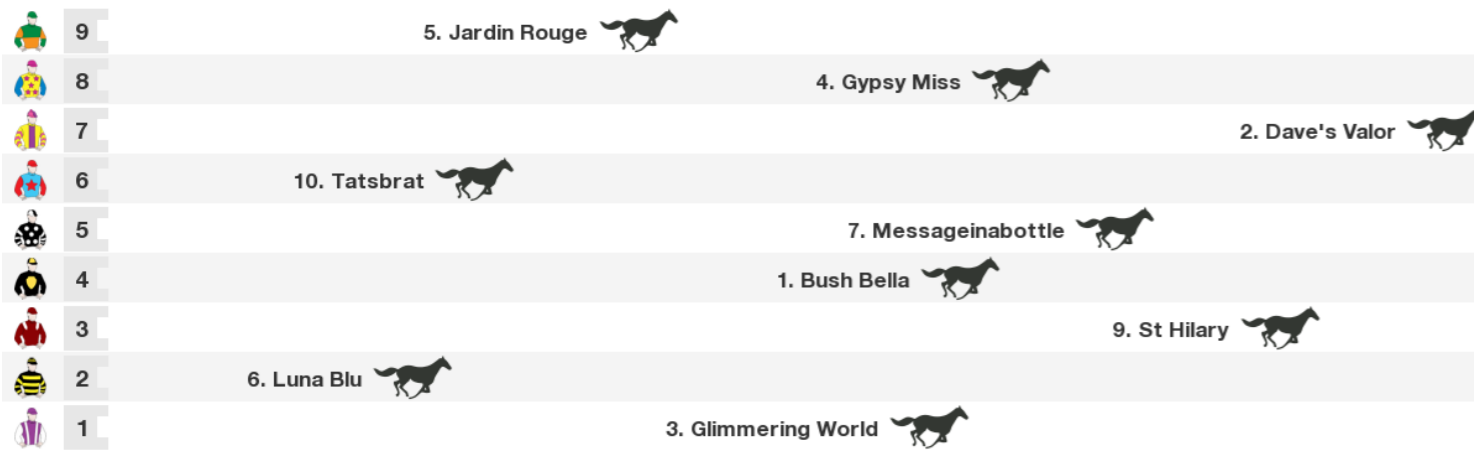 9 5. Jardin Rouge
8 4. Gypsy Miss
7 2. Dave's Valor
6 10. Tatsbrat
5 7. Messageinabottle
4 1. Bush Bella
3 9. St Hilary
2 6. Luna Blu
1 3. Glimmering World